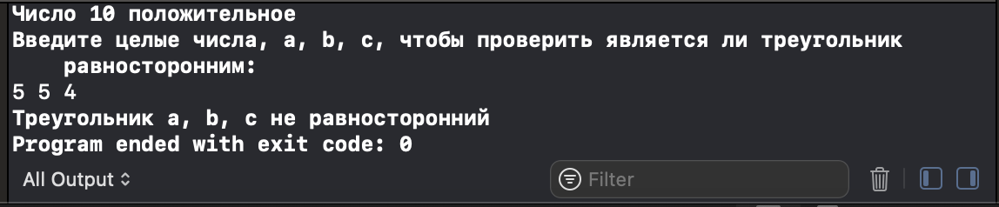 Число 10 положительное
Введите целые числа, a, b, c, чтобы проверить является ли треугольник
равносторонним:
5 5 4
Треугольник a, b, c не равносторонний
Program ended with exit code: 0
All Output
Filter